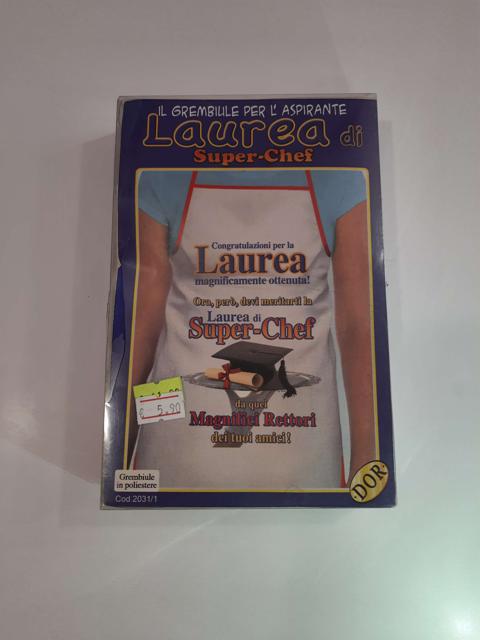 IL GREMBIULE PER L' ASPIRANTE
Laurea di
Super-Chef
Congratulazioni per la
Laurea
magnificamente ottenuta!
Ora, però, devi meritarti la
Laurea di
Super-Chef
da quei
Magnifici Rettori
dei tuoi amici!
€ 5,90
Grembiule
in poliestere
Cod.2031/1
DOR